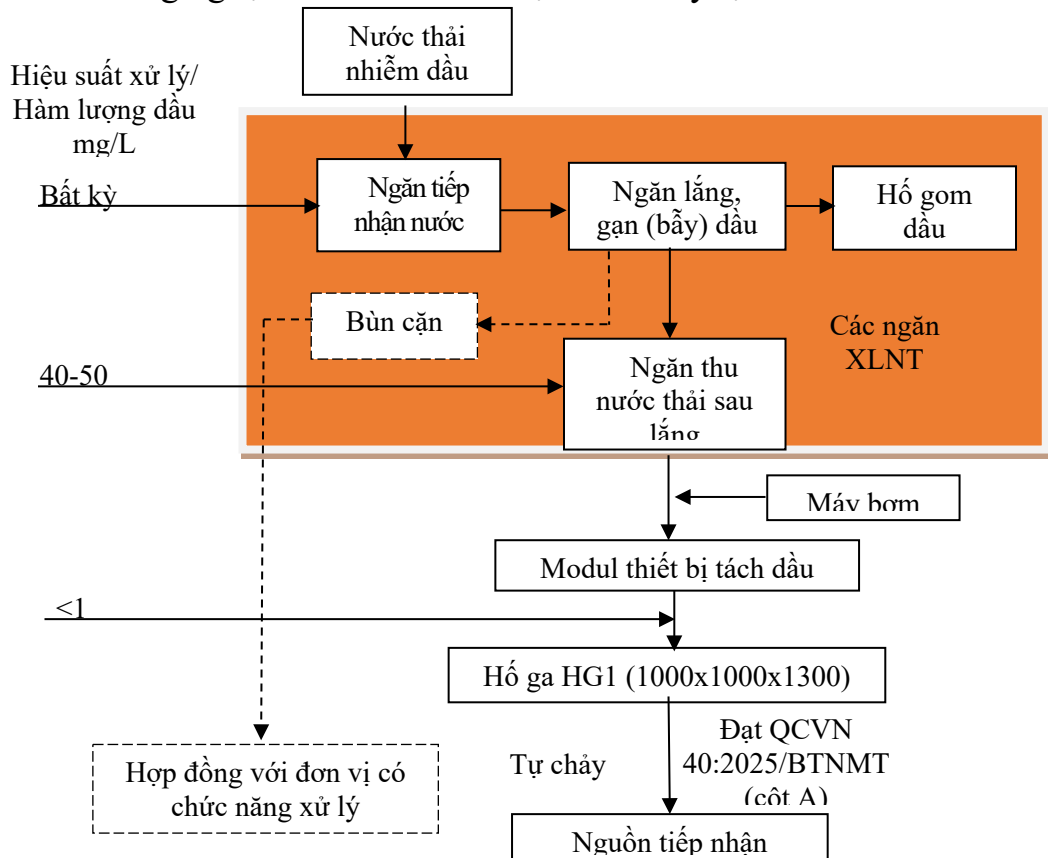 Nước thải
nhiễm dầu
Hiệu suất xử lý/
Hàm lượng dầu
mg/L
Bất kỳ
Ngăn tiếp
nhận nước
Ngăn lắng,
gạn (bẫy) dầu
Hố gom
dầu
Bùn cặn
Các ngăn
XLNT
40-50
Ngăn thu
nước thải sau
lắng
Máy bơm
Modul thiết bị tách dầu
<1
Hố ga HG1 (1000x1000x1300)
Tự chảy
Đạt QCVN
40:2025/BTNMT
(cột A)
Hợp đồng với đơn vị có
chức năng xử lý
Nguồn tiếp nhận